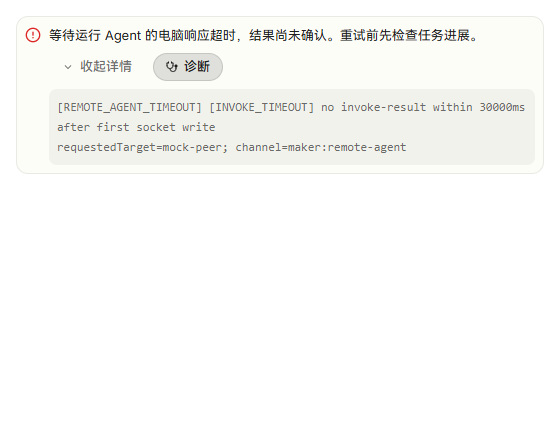 等待运行 Agent 的电脑响应超时，结果尚未确认。重试前先检查任务进展。
收起详情 诊断
[REMOTE_AGENT_TIMEOUT] [INVOKE_TIMEOUT] no invoke-result within 30000ms
after first socket write
requestedTarget=mock-peer; channel=maker:remote-agent